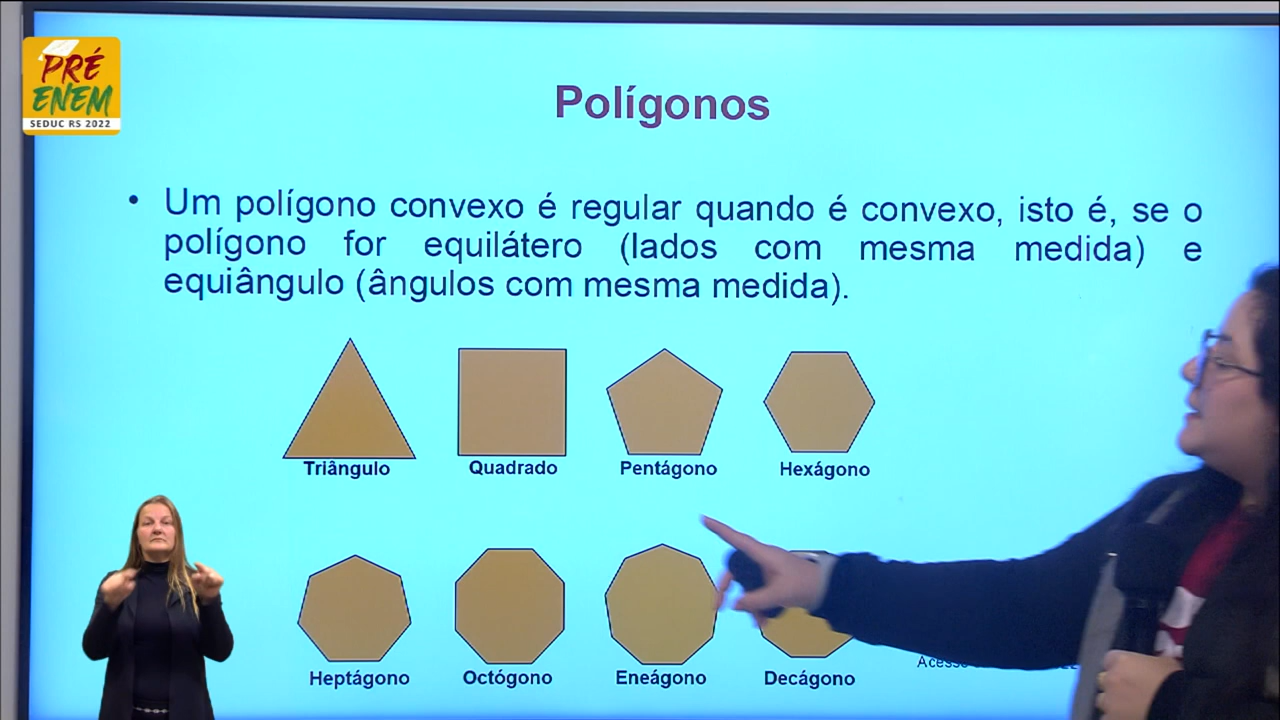 PRÉ
ENEM
SEDUC RS 2022
Polígonos
• Um polígono convexo é regular quando é convexo, isto é, se o
polígono for equilátero (lados com mesma medida) e
equiângulo (ângulos com mesma medida).
Triângulo Quadrado Pentágono Hexágono
Heptágono Octógono Eneágono Decágono